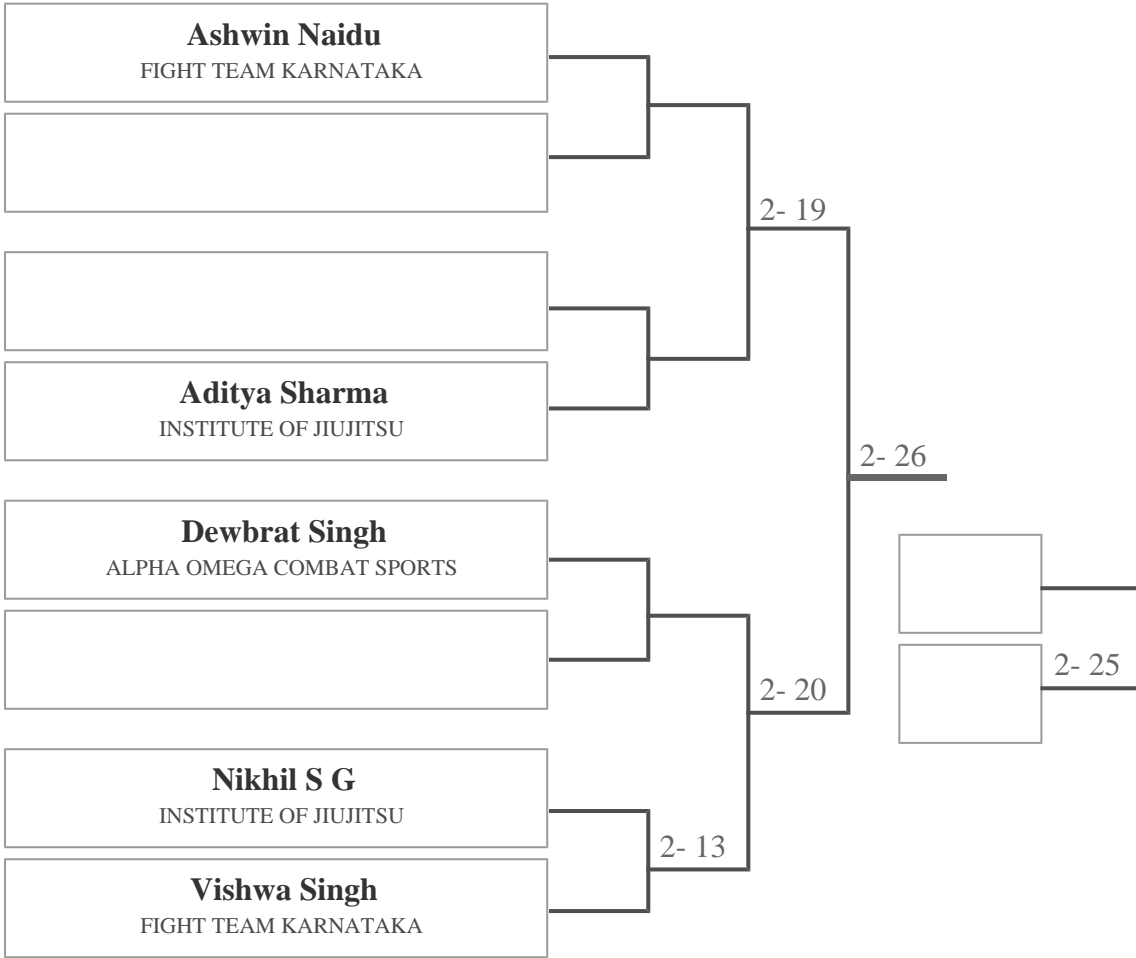 Ashwin Naidu
FIGHT TEAM KARNATAKA
2- 19
Aditya Sharma
INSTITUTE OF JIUJITSU
2- 26
Dewbrat Singh
ALPHA OMEGA COMBAT SPORTS
2- 25
2- 20
Nikhil S G
INSTITUTE OF JIUJITSU
2- 13
Vishwa Singh
FIGHT TEAM KARNATAKA